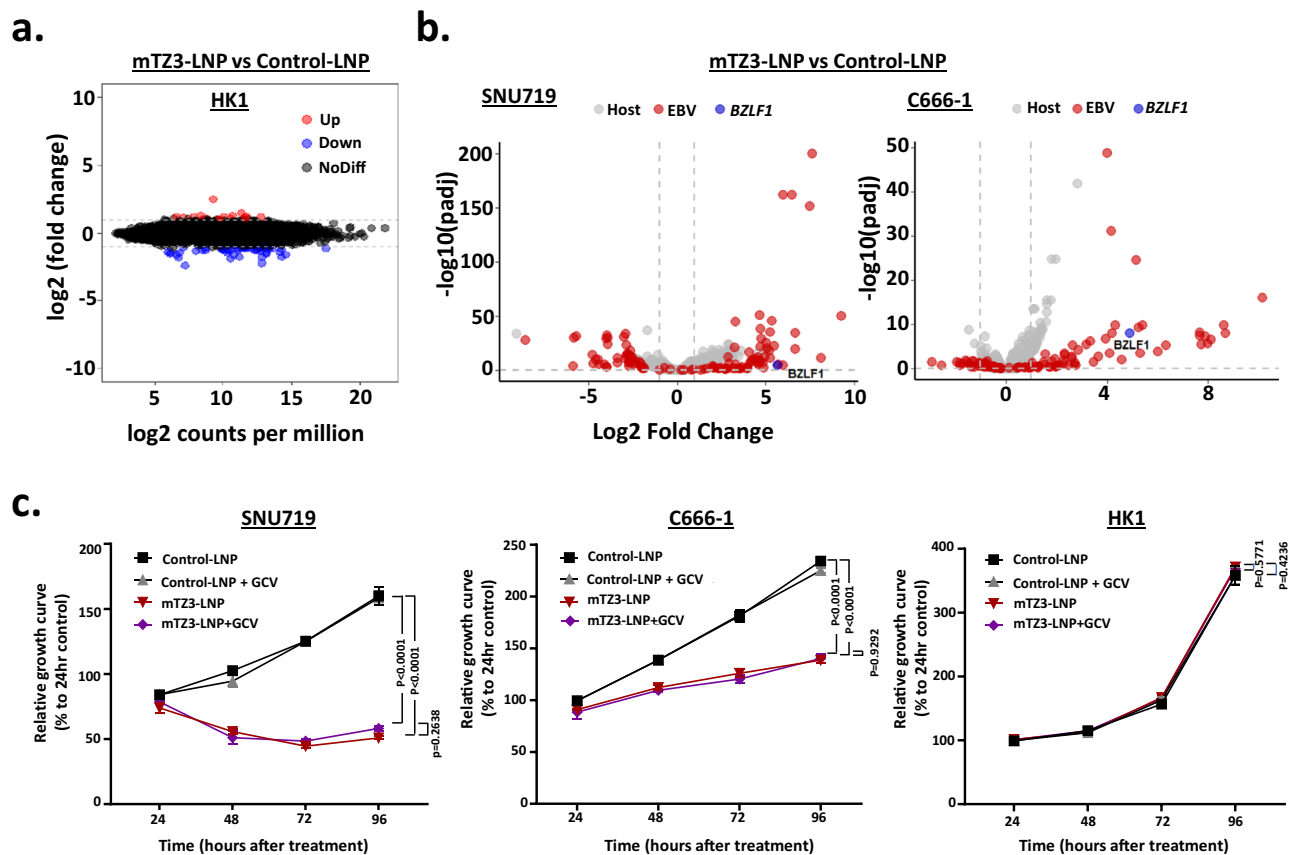 a.
mTZ3-LNP vs Control-LNP
HK1
10
5
0
-5
-10
Up
Down
NoDiff
log2 (fold change)
5 10 15 20
log2 counts per million
b.
mTZ3-LNP vs Control-LNP
SNU719
Host EBV BZLF1
200
150
100
50
0
-log10(padj)
BZLF1
-5 0 5 10
Log2 Fold Change
C666-1
Host EBV BZLF1
50
40
30
20
10
0
-log10(padj)
BZLF1
0 4 8
c.
SNU719
Control-LNP
Control-LNP + GCV
mTZ3-LNP
mTZ3-LNP+GCV
200
150
100
50
0
Relative growth curve
(% to 24hr control)
P<0.0001
P<0.0001
p=0.2638
24 48 72 96
Time (hours after treatment)
C666-1
Control-LNP
Control-LNP + GCV
mTZ3-LNP
mTZ3-LNP+GCV
250
200
150
100
50
0
Relative growth curve
(% to 24hr control)
P<0.0001
P<0.0001
P=0.9292
24 48 72 96
Time (hours after treatment)
HK1
Control-LNP
Control-LNP + GCV
mTZ3-LNP
mTZ3-LNP+GCV
400
300
200
100
0
Relative growth curve
(% to 24hr control)
P=0.5771
P=0.4236
24 48 72 96
Time (hours after treatment)